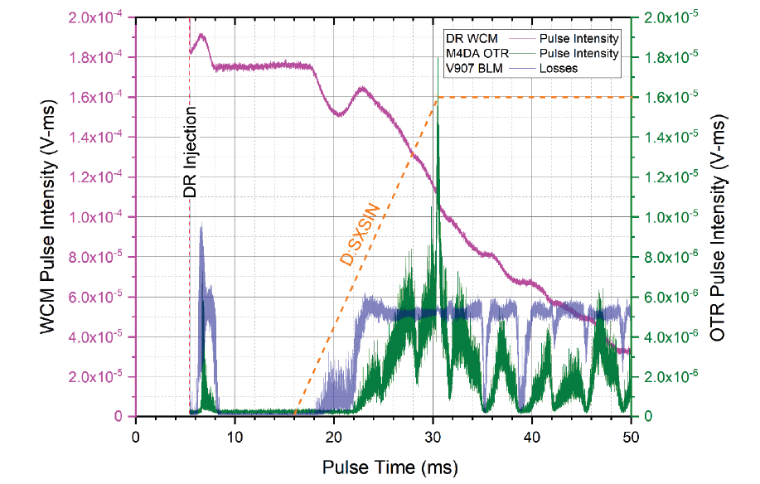 DR WCM Pulse Intensity
M4DA OTR Pulse Intensity
V907 BLM Losses
2.0x10⁻⁴
1.8x10⁻⁴
1.6x10⁻⁴
1.4x10⁻⁴
1.2x10⁻⁴
1.0x10⁻⁴
8.0x10⁻⁵
6.0x10⁻⁵
4.0x10⁻⁵
2.0x10⁻⁵
0
WCM Pulse Intensity (V-ms)
DR Injection
D:SXSIN
2.0x10⁻⁵
1.8x10⁻⁵
1.6x10⁻⁵
1.4x10⁻⁵
1.2x10⁻⁵
1.0x10⁻⁵
8.0x10⁻⁶
6.0x10⁻⁶
4.0x10⁻⁶
2.0x10⁻⁶
0
OTR Pulse Intensity (V-ms)
0 10 20 30 40 50
Pulse Time (ms)